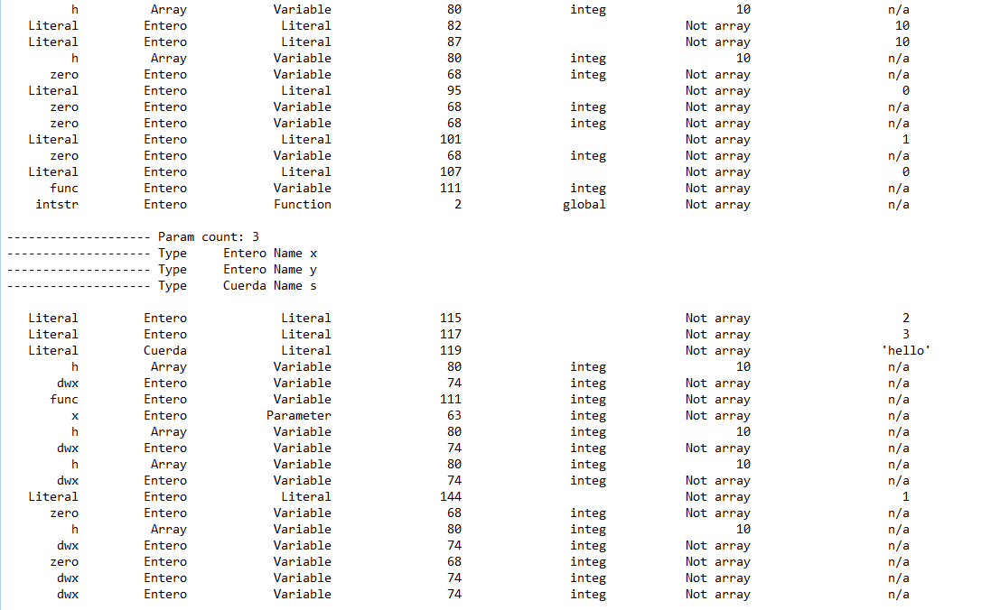 h Array Variable 80 integ 10 n/a
Literal Entero Literal 82 Not array 10
Literal Entero Literal 87 Not array 10
h Array Variable 80 integ 10 n/a
zero Entero Variable 68 integ Not array n/a
Literal Entero Literal 95 Not array 0
zero Entero Variable 68 integ Not array n/a
zero Entero Variable 68 integ Not array n/a
Literal Entero Literal 101 Not array 1
zero Entero Variable 68 integ Not array n/a
Literal Entero Literal 107 Not array 0
func Entero Variable 111 integ Not array n/a
intstr Entero Function 2 global Not array n/a
-------------------- Param count: 3
-------------------- Type Entero Name x
-------------------- Type Entero Name y
-------------------- Type Cuerda Name s
Literal Entero Literal 115 Not array 2
Literal Entero Literal 117 Not array 3
Literal Cuerda Literal 119 Not array 'hello'
h Array Variable 80 integ 10 n/a
dwx Entero Variable 74 integ Not array n/a
func Entero Variable 111 integ Not array n/a
x Entero Parameter 63 integ Not array n/a
h Array Variable 80 integ 10 n/a
dwx Entero Variable 74 integ Not array n/a
h Array Variable 80 integ 10 n/a
dwx Entero Variable 74 integ Not array n/a
Literal Entero Literal 144 Not array 1
zero Entero Variable 68 integ Not array n/a
h Array Variable 80 integ 10 n/a
dwx Entero Variable 74 integ Not array n/a
zero Entero Variable 68 integ Not array n/a
dwx Entero Variable 74 integ Not array n/a
dwx Entero Variable 74 integ Not array n/a